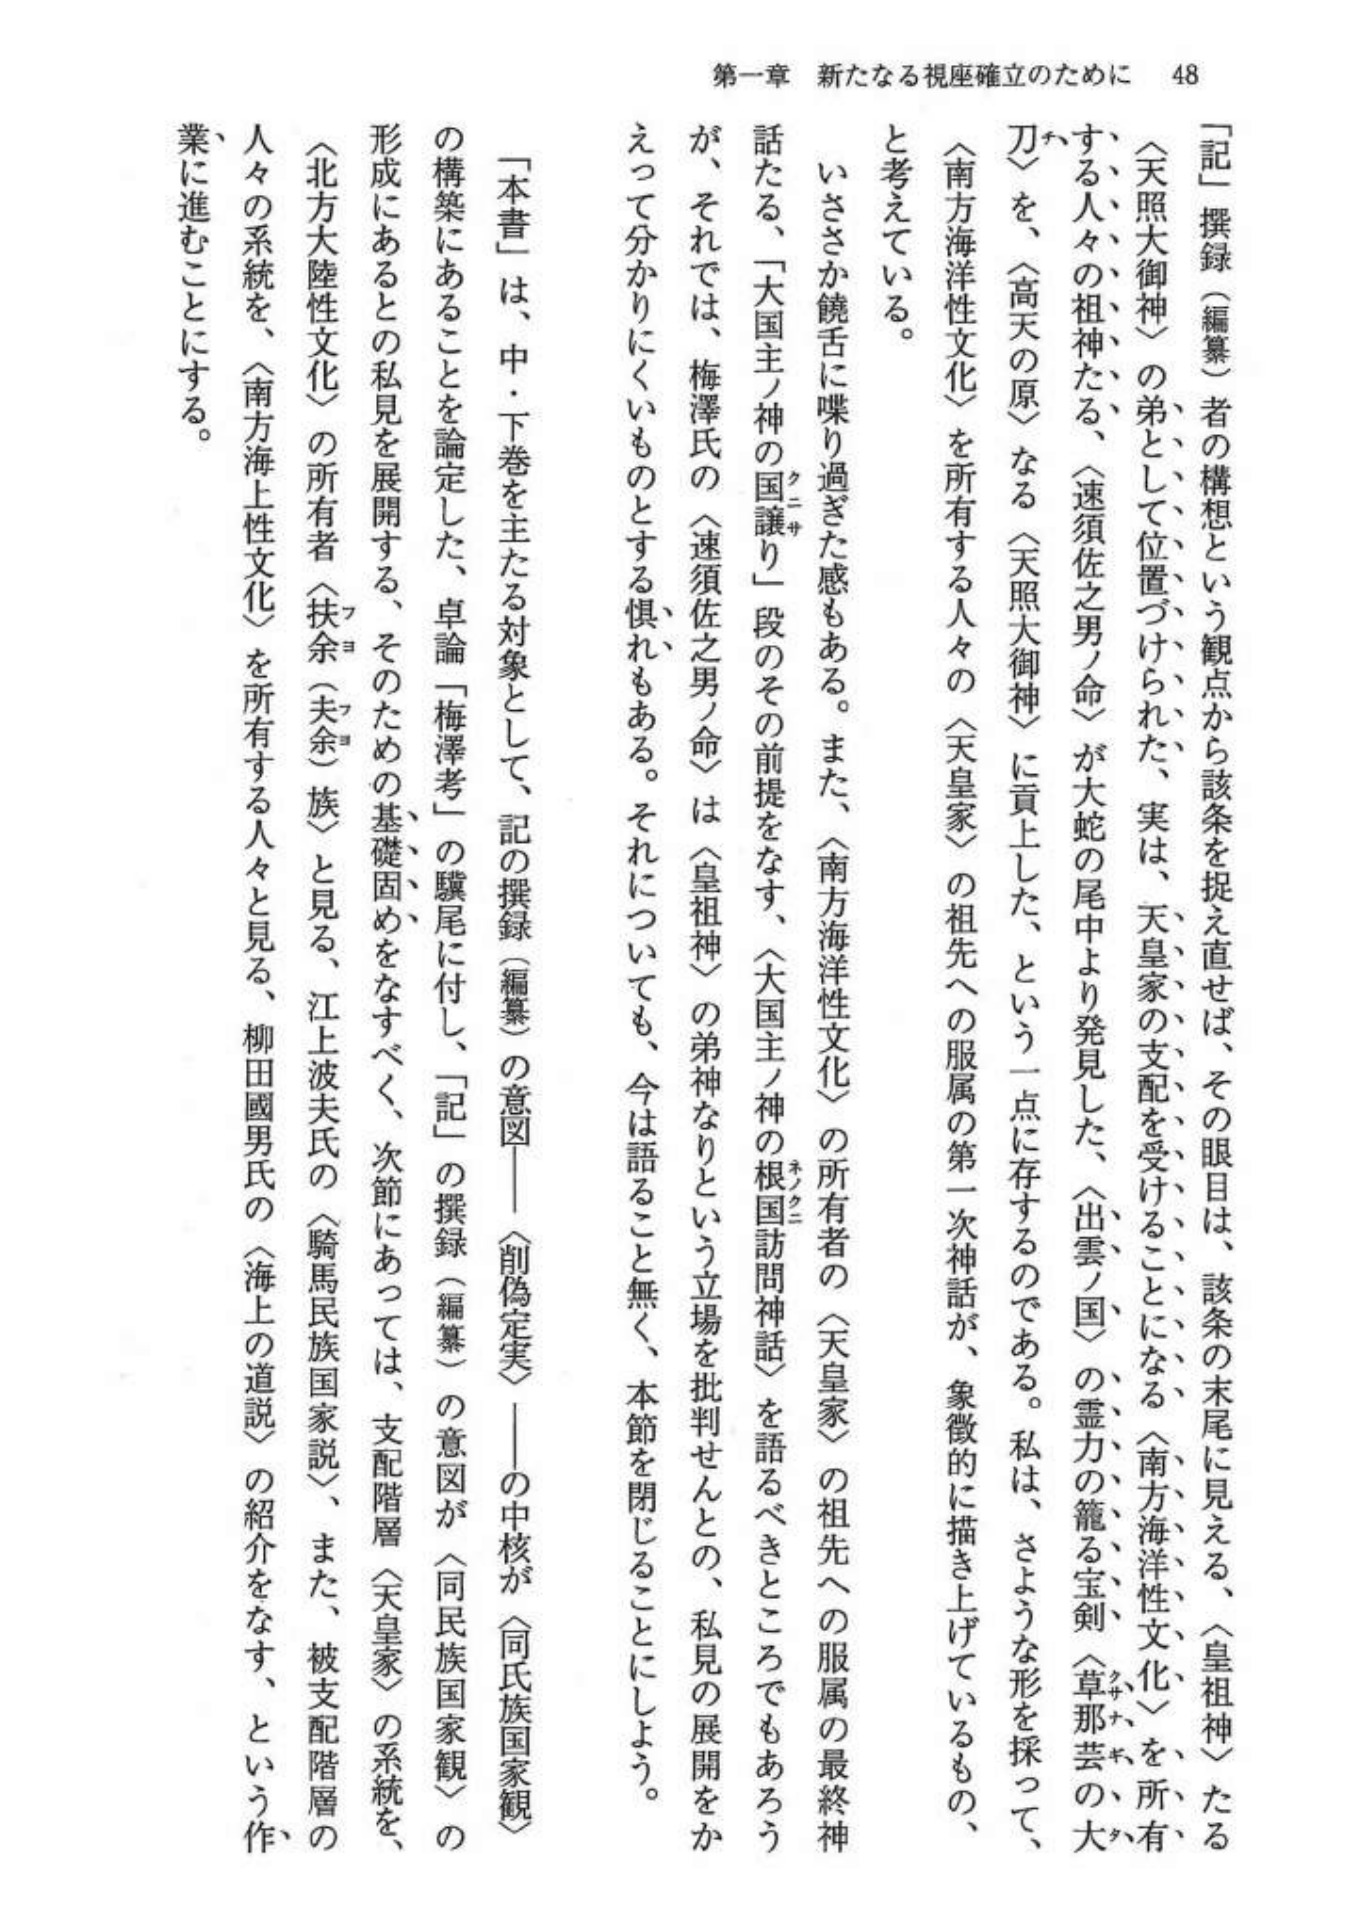 第一章　新たなる視座確立のために　48
「記」撰録（編纂）者の構想という観点から該条を捉え直せば、その眼目は、該条の末尾に見える、〈皇祖神〉たる
〈天照大御神〉の弟として位置づけられた、実は、天皇家の支配を受けることになる〈南方海洋性文化〉を所有
する人々の祖神たる、〈速須佐之男ノ命〉が大蛇の尾中より発見した、〈出雲ノ国〉の霊力の籠る宝剣〈草那芸の大
刀〉を、〈高天の原〉なる〈天照大御神〉に貢上した、という一点に存するのである。私は、さような形を採って、
〈南方海洋性文化〉を所有する人々の〈天皇家〉の祖先への服属の第一次神話が、象徴的に描き上げているもの、
と考えている。
いささか饒舌に喋り過ぎた感もある。また、〈南方海洋性文化〉の所有者の〈天皇家〉の祖先への服属の最終神
話たる、「大国主ノ神の国譲り」段のその前提をなす、〈大国主ノ神の根国訪問神話〉を語るべきところでもあろう
が、それでは、梅澤氏の〈速須佐之男ノ命〉は〈皇祖神〉の弟神なりという立場を批判せんとの、私見の展開をか
えって分かりにくいものとする惧れもある。それについても、今は語ること無く、本節を閉じることにしよう。
「本書」は、中・下巻を主たる対象として、記の撰録（編纂）の意図――〈削偽定実〉――の中核が〈同氏族国家観〉
の構築にあることを論定した、卓論「梅澤考」の驥尾に付し、「記」の撰録（編纂）の意図が〈同民族国家観〉の
形成にあるとの私見を展開する、そのための基礎固めをなすべく、次節にあっては、支配階層〈天皇家〉の系統を、
〈北方大陸性文化〉の所有者〈扶余（夫余）族〉と見る、江上波夫氏の〈騎馬民族国家説〉、また、被支配階層の
人々の系統を、〈南方海上性文化〉を所有する人々と見る、柳田國男氏の〈海上の道説〉の紹介をなす、という作
業に進むことにする。